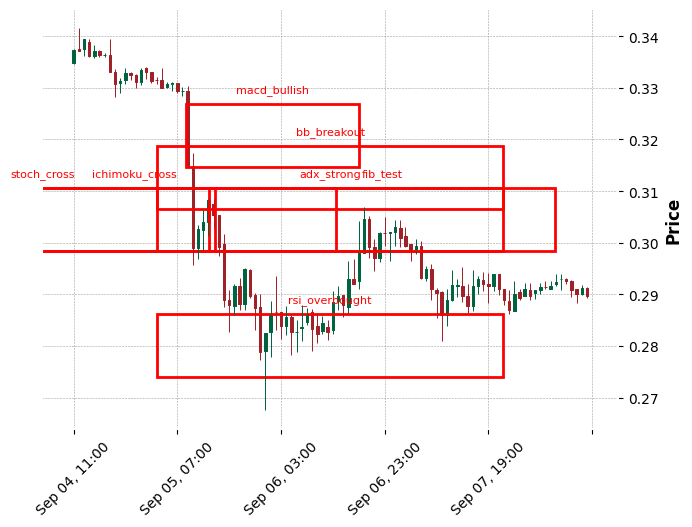 0.34
0.33
macd_bullish
0.32
bb_breakout
stoch_cross
ichimoku_cross
adx_strong
fib_test
0.31
Price
0.30
0.29
rsi_overbought
0.28
0.27
Sep 04, 11:00
Sep 05, 07:00
Sep 06, 03:00
Sep 06, 23:00
Sep 07, 19:00